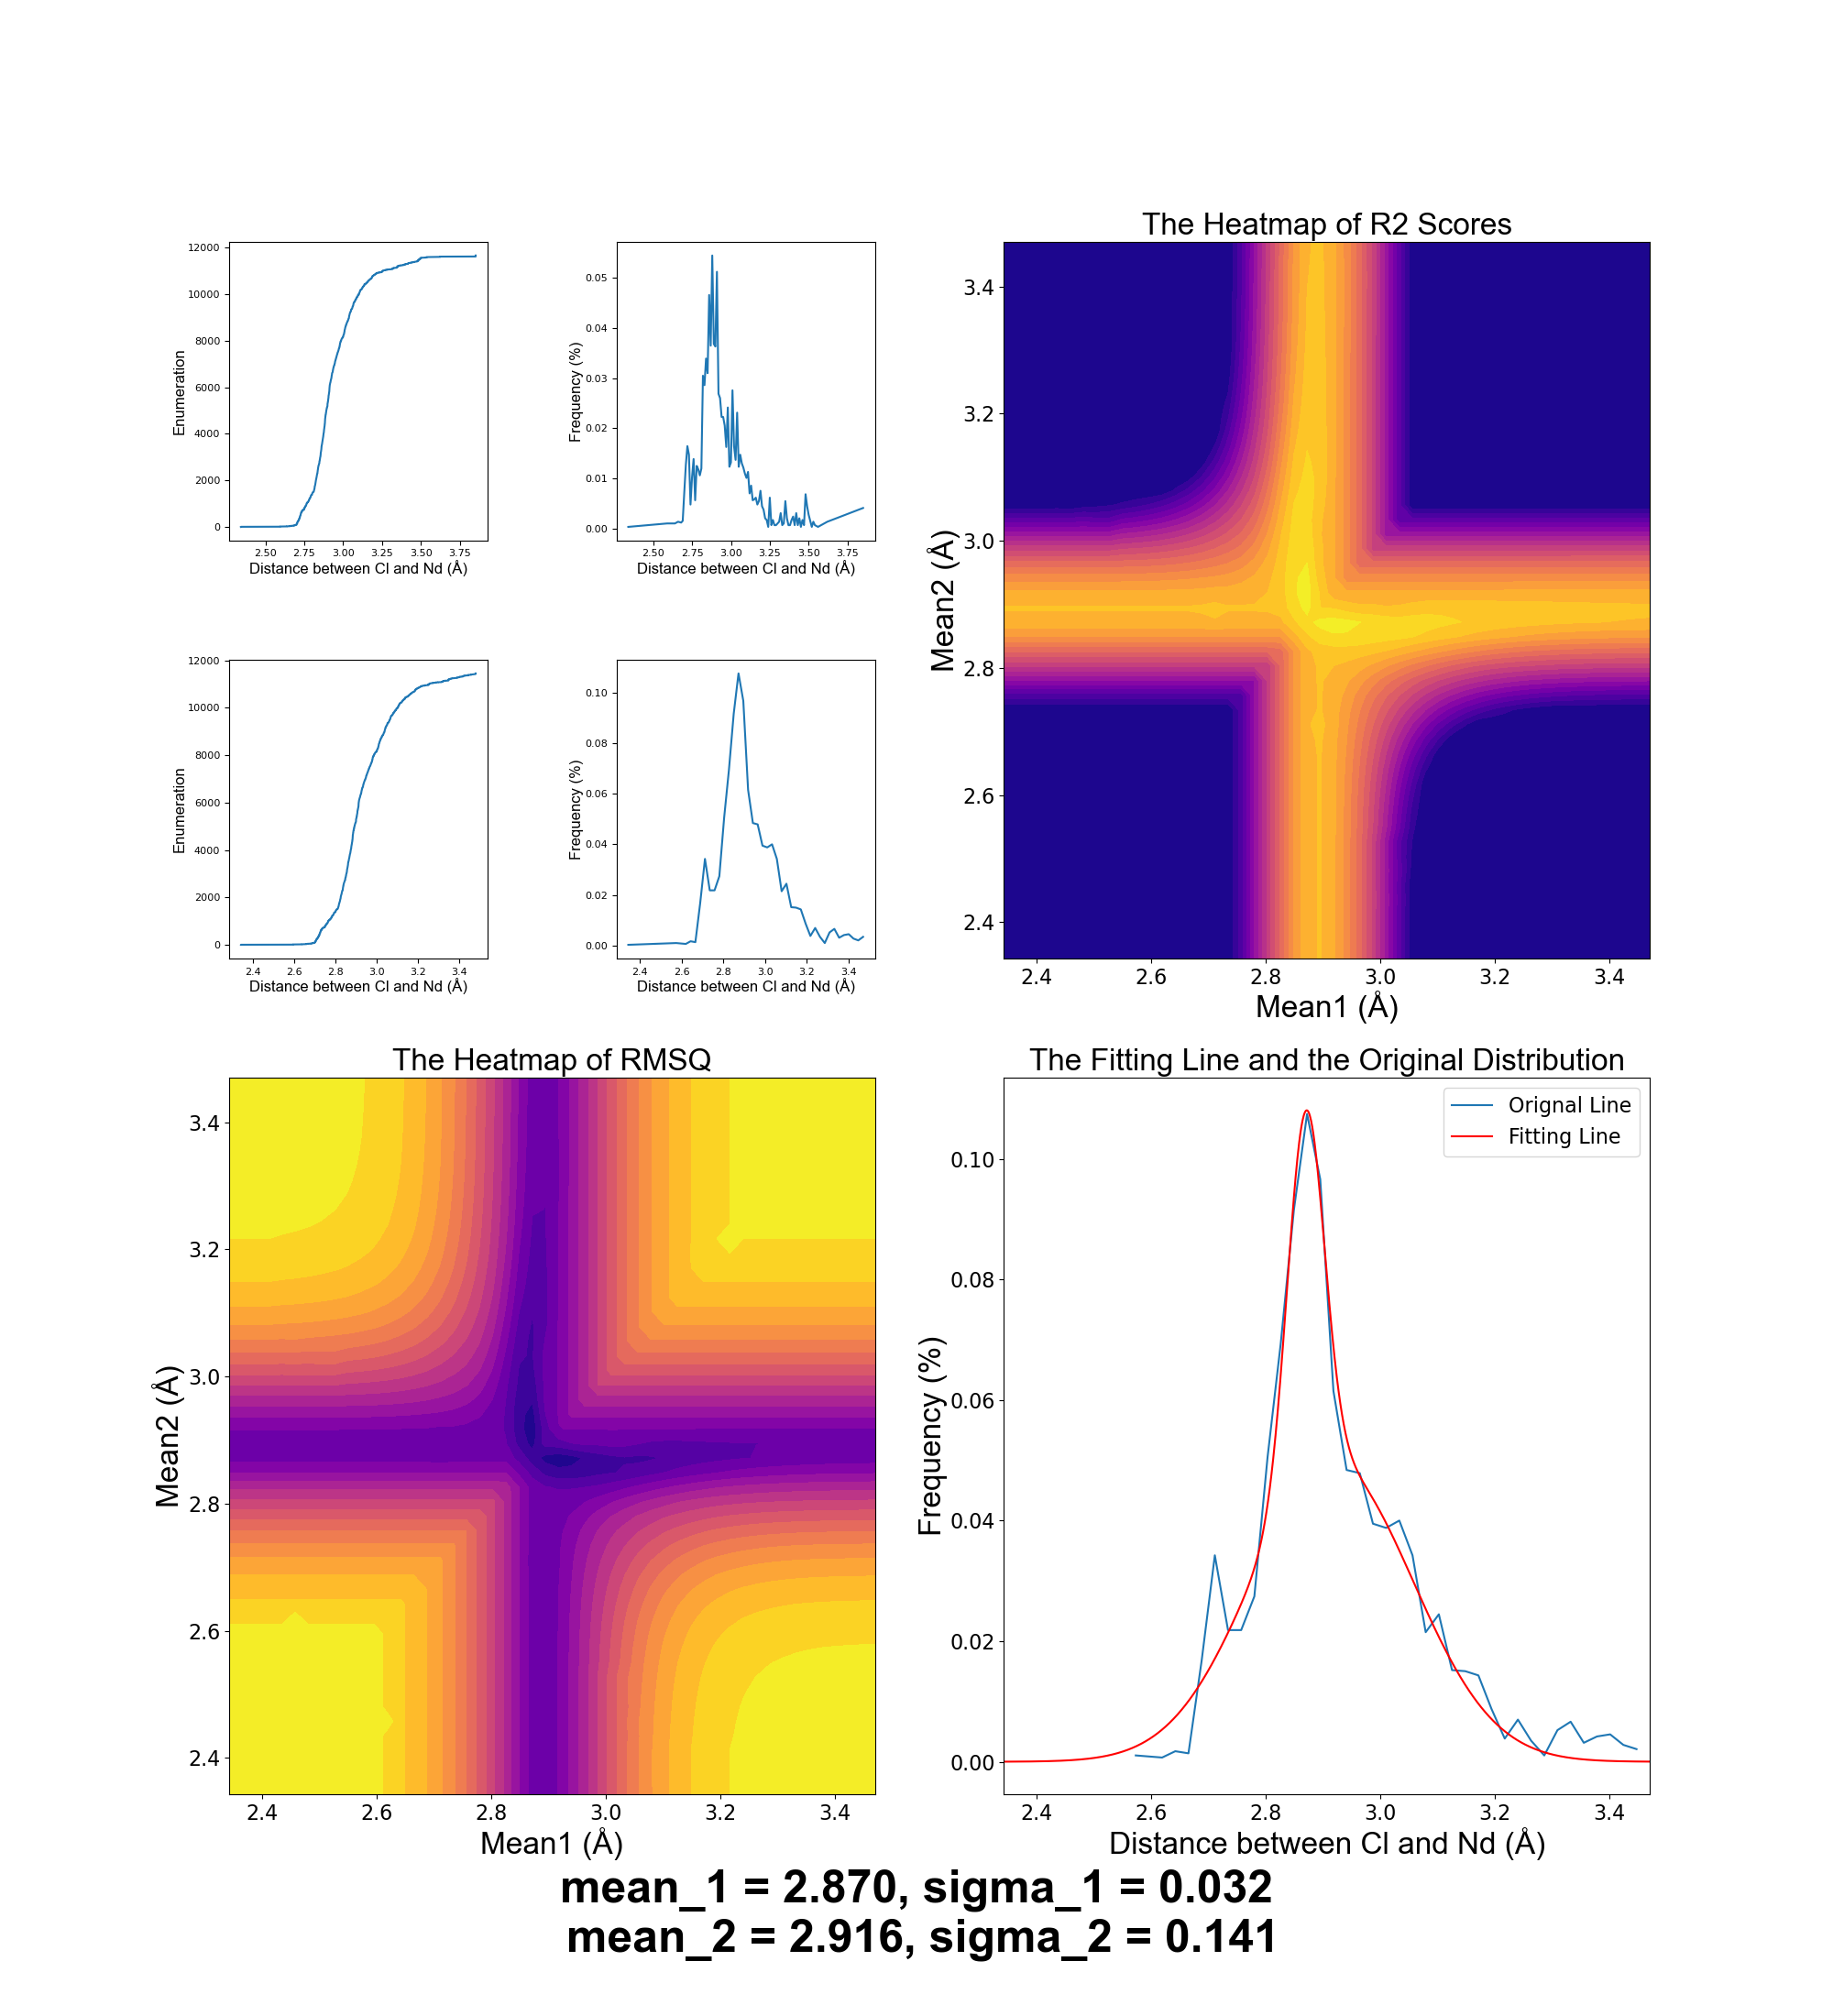 12000
10000
8000
6000
4000
2000
0
Enumeration
2.50 2.75 3.00 3.25 3.50 3.75
Distance between Cl and Nd (Å)
0.05
0.04
0.03
0.02
0.01
0.00
Frequency (%)
2.50 2.75 3.00 3.25 3.50 3.75
Distance between Cl and Nd (Å)
The Heatmap of R2 Scores
3.4
3.2
3.0
2.8
2.6
2.4
Mean2 (Å)
2.4 2.6 2.8 3.0 3.2 3.4
Mean1 (Å)
12000
10000
8000
6000
4000
2000
0
Enumeration
2.4 2.6 2.8 3.0 3.2 3.4
Distance between Cl and Nd (Å)
0.10
0.08
0.06
0.04
0.02
0.00
Frequency (%)
2.4 2.6 2.8 3.0 3.2 3.4
Distance between Cl and Nd (Å)
The Heatmap of RMSQ
3.4
3.2
3.0
2.8
2.6
2.4
Mean2 (Å)
2.4 2.6 2.8 3.0 3.2 3.4
Mean1 (Å)
The Fitting Line and the Original Distribution
Orignal Line
Fitting Line
0.10
0.08
0.06
0.04
0.02
0.00
Frequency (%)
2.4 2.6 2.8 3.0 3.2 3.4
Distance between Cl and Nd (Å)
mean_1 = 2.870, sigma_1 = 0.032
mean_2 = 2.916, sigma_2 = 0.141